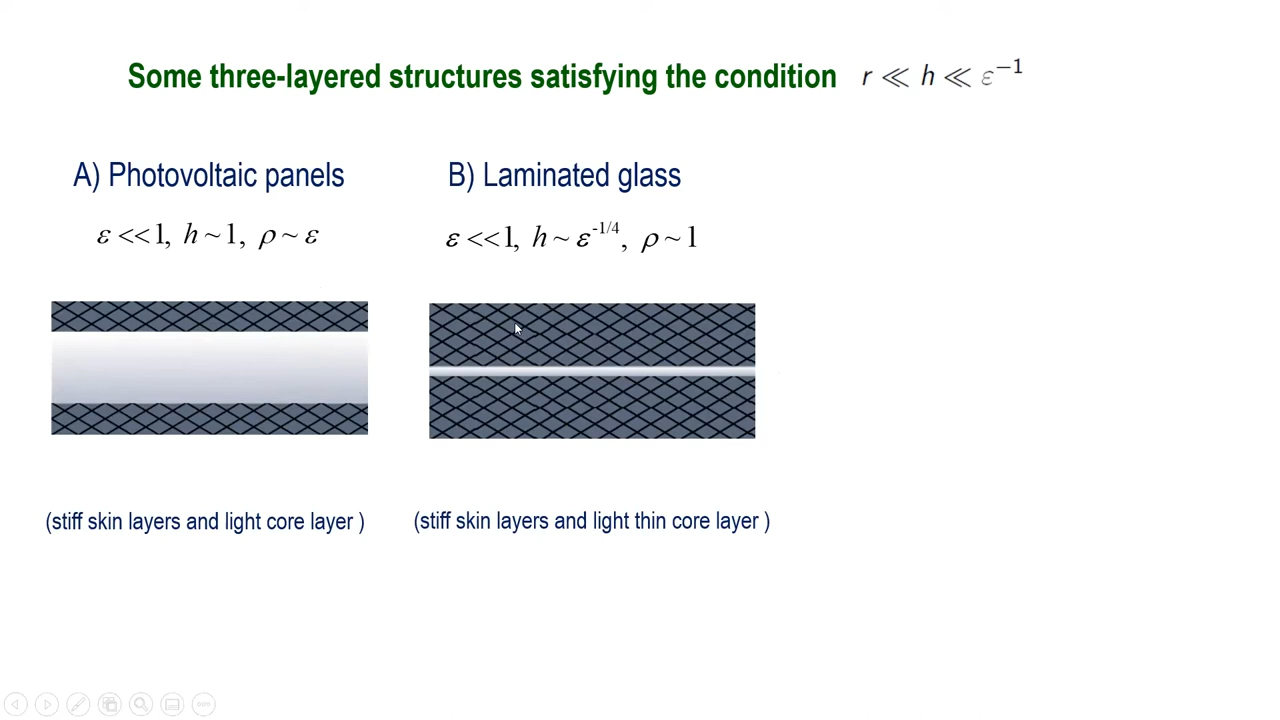 Some three-layered structures satisfying the condition r ≪ h ≪ ε⁻¹
A) Photovoltaic panels
ε <<1, h ~ 1, ρ ~ ε
(stiff skin layers and light core layer )
B) Laminated glass
ε <<1, h ~ ε^-1/4, ρ ~ 1
(stiff skin layers and light thin core layer )